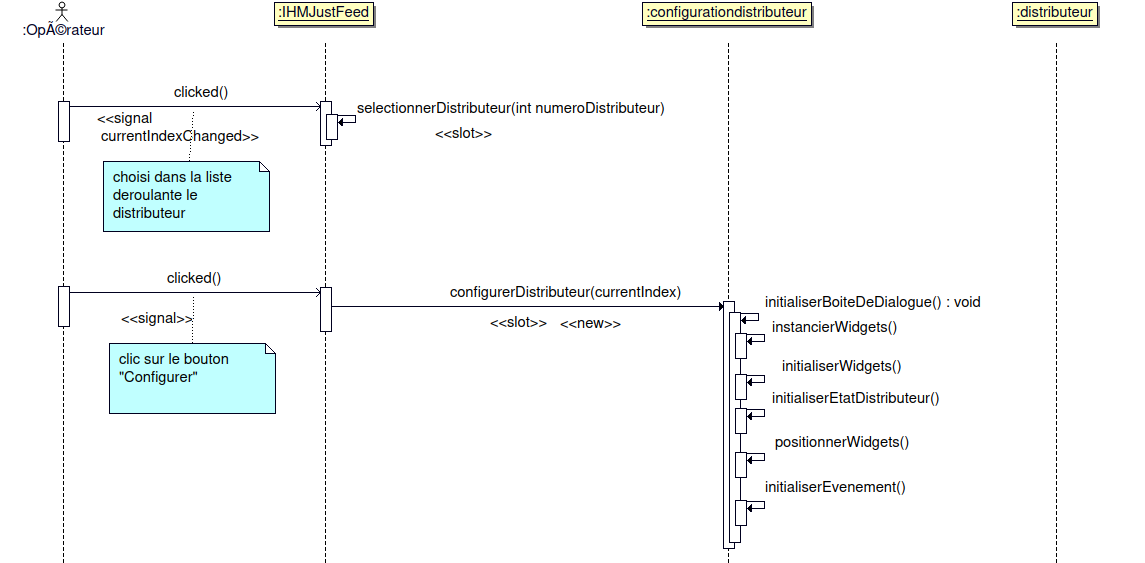 :OpÃ©rateur
:IHMJustFeed
:configurationdistributeur
:distributeur
clicked()
<<signal
currentIndexChanged>>
selectionnerDistributeur(int numeroDistributeur)
<<slot>>
choisi dans la liste
deroulante le
distributeur
clicked()
<<signal>>
clic sur le bouton
"Configurer"
configurerDistributeur(currentIndex)
<<slot>> <<new>>
initialiserBoiteDeDialogue() : void
instancierWidgets()
initialiserWidgets()
initialiserEtatDistributeur()
positionnerWidgets()
initialiserEvenement()